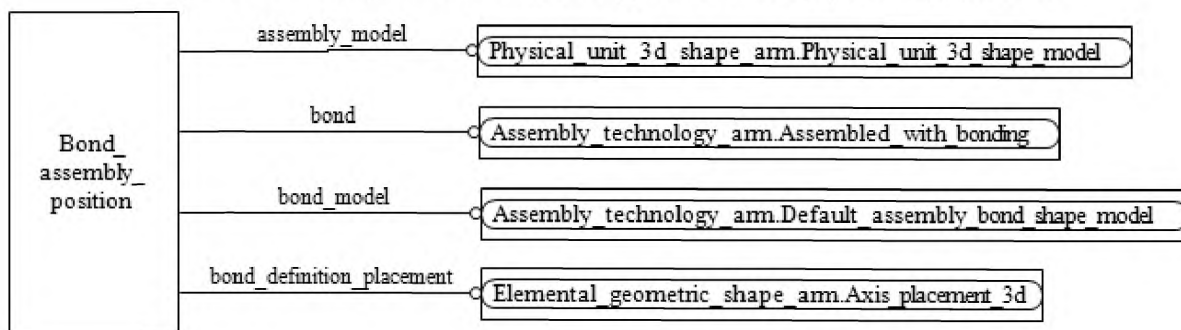 assembly_model
Physical_unit_3d_shape_arm.Physical_unit_3d_shape_model
bond
Assembly_technology_arm.Assembled_with_bonding
Bond_
assembly_
position
bond_model
Assembly_technology_arm.Default_assembly_bond_shape_model
bond_definition_placement
Elemental_geometric_shape_arm.Axis_placement_3d